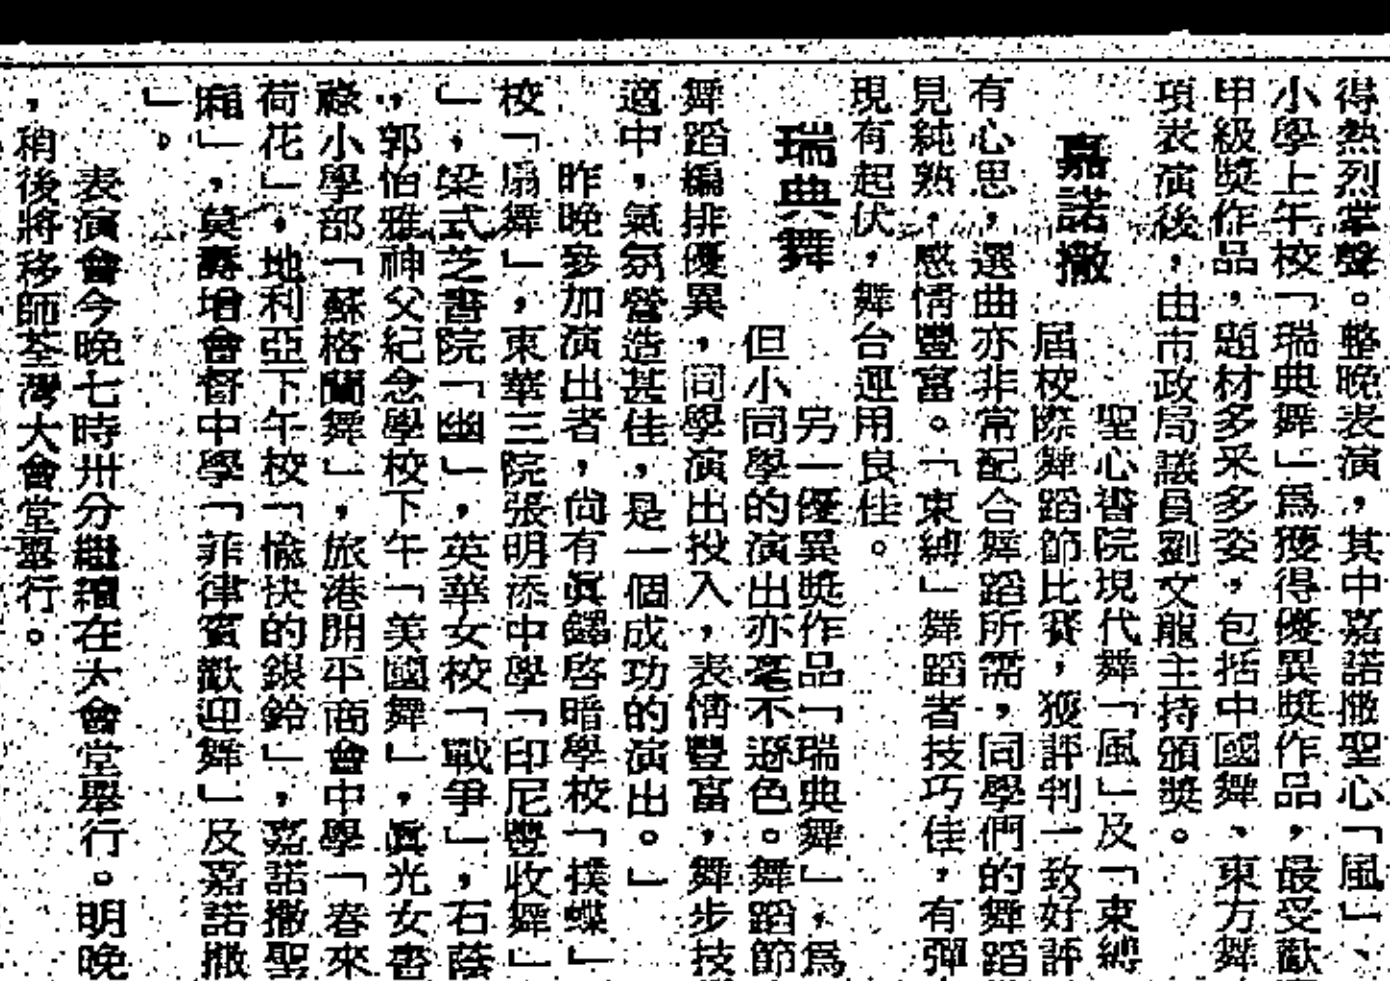 得熱烈掌聲。整晚表演,其中嘉諾撒聖心「風」、
小學上午校「瑞典舞」爲獲得優異獎作品,最受歡
甲級獎作品,題材多采多姿,包括中國舞、東方舞
項表演後,由市政局議員劉文龍主持頒獎。
嘉諾撒
聖心書院現代舞「風」及「東縛
屆校際舞蹈節比賽,獲評判一致好評
有心思,選曲亦非常配合舞蹈所需,同學們的舞蹈
見純熟,感情豐富。「東縛」舞蹈者技巧佳,有彈
現有起伏,舞台運用良佳。
瑞典舞
另一優異獎作品「瑞典舞」,爲
但小同學的演出亦毫不遜色。舞蹈節
舞蹈編排優異,同學演出投入,表情豐富,舞步技
適中,氣氛營造甚佳,是一個成功的演出。」
昨晚參加演出者,尚有眞鐸啓喑學校「撲蝶」
校「扇舞」,東華三院張明添中學「印尼豐收舞」
」,梁式芝書院「幽」,英華女校「戰爭」,石蔭
,郭怡雅神父紀念學校下午「美國舞」,眞光女書
祿小學部「蘇格蘭舞」,旅港開平商會中學「春來
荷花」,地利亞下午校「愉快的銀鈴」,嘉諾撒聖
」,莫壽增會督中學「菲律賓歡迎舞」及嘉諾撒
」。
表演會今晚七時卅分繼續在大會堂舉行。明晚
,稍後將移師荃灣大會堂舉行。